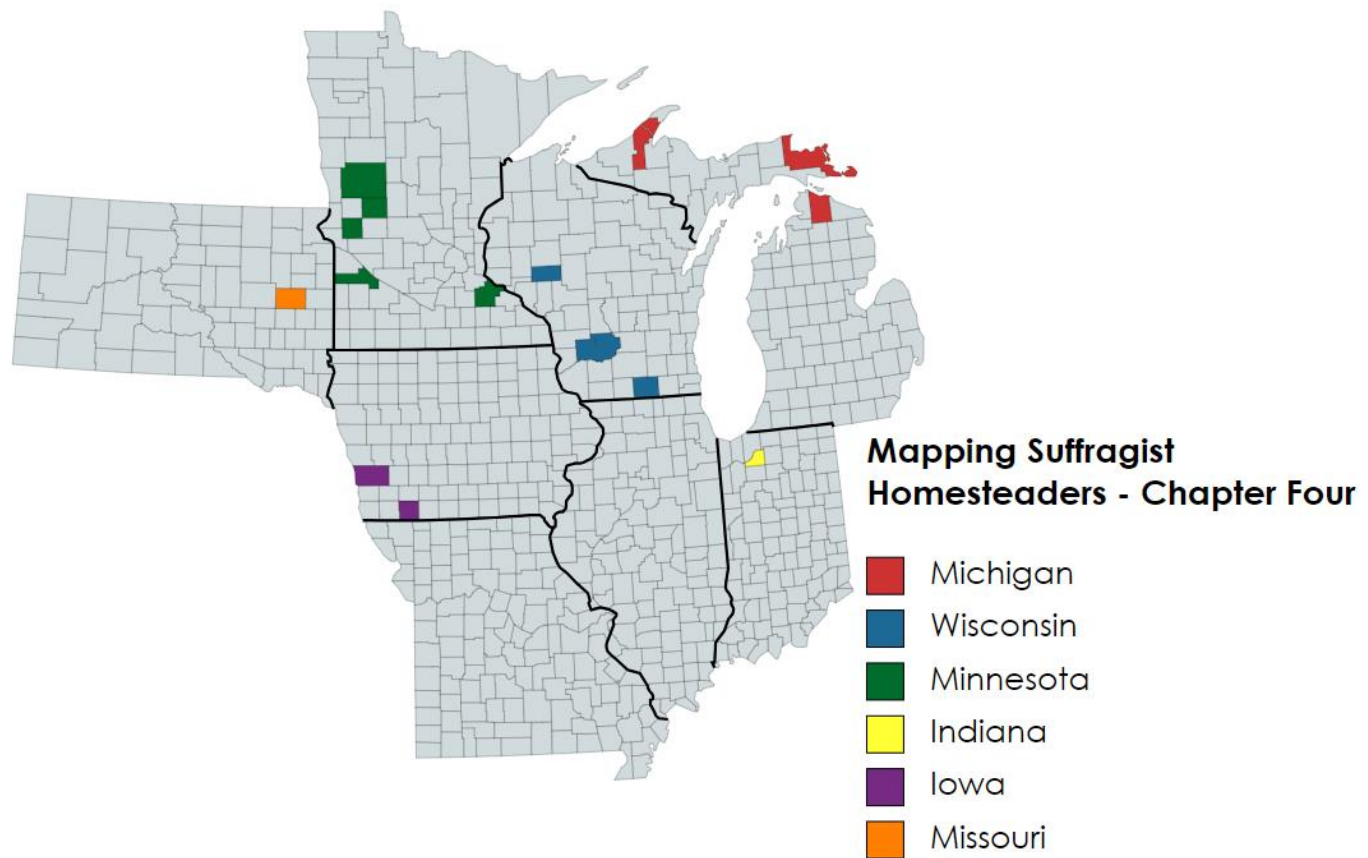 Mapping Suffragist
Homesteaders - Chapter Four
Michigan
Wisconsin
Minnesota
Indiana
Iowa
Missouri